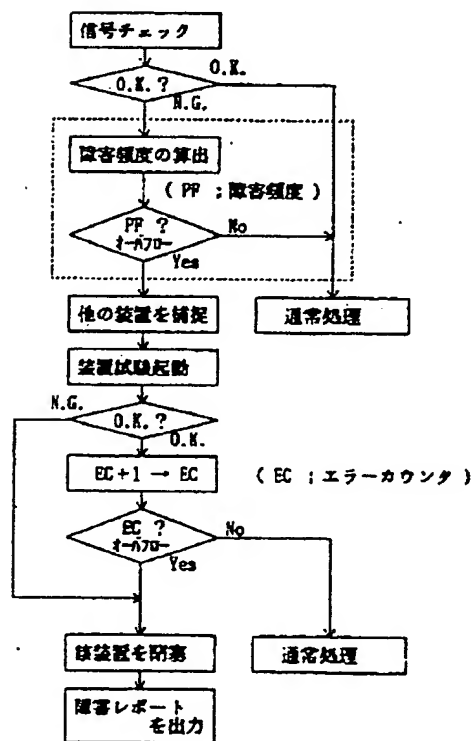 信号チェック
O.K. ?
O.K.
N.G.
障害頻度の算出
( PF ; 障害頻度 )
PF ?
オーバフロー
No
Yes
他の装置を捕捉
通常処理
装置試験起動
N.G.
O.K. ?
O.K.
EC+1 → EC
( EC ; エラーカウンタ )
EC ?
オーバフロー
No
Yes
該装置を閉塞
通常処理
障害レポート
を出力